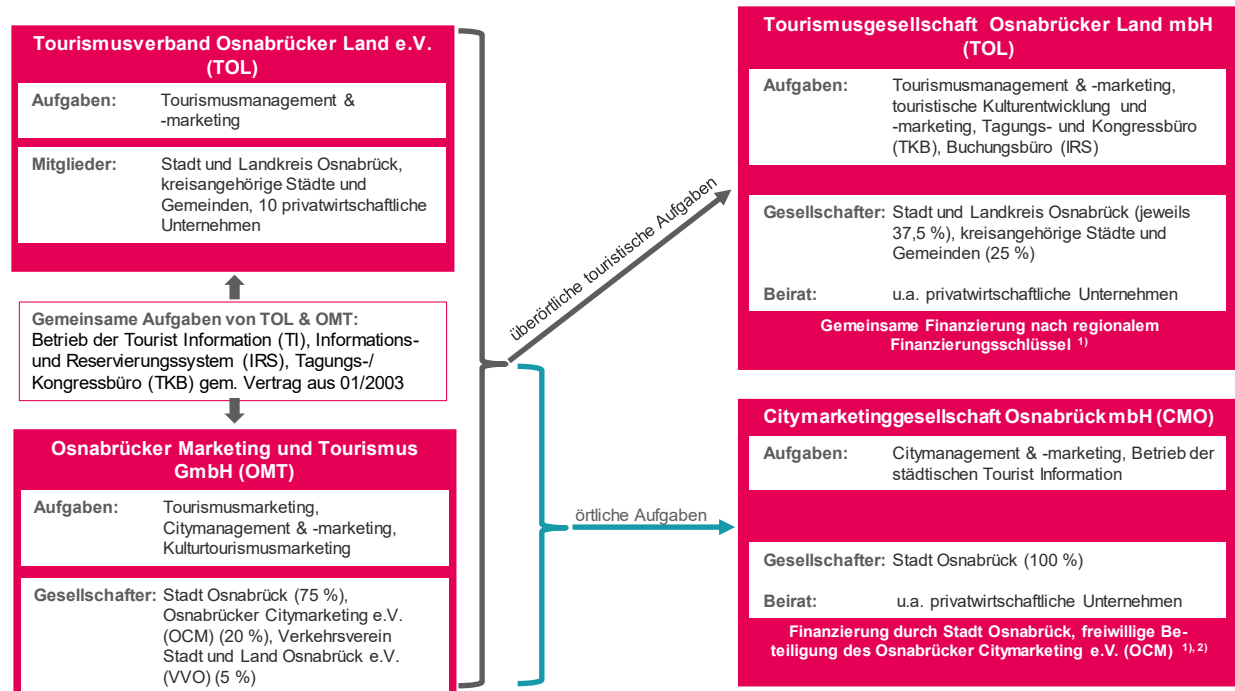 Tourismusverband Osnabrücker Land e.V.
(TOL)
Aufgaben: Tourismusmanagement &
-marketing
Mitglieder: Stadt und Landkreis Osnabrück,
kreisangehörige Städte und
Gemeinden, 10 privatwirtschaftliche
Unternehmen
Gemeinsame Aufgaben von TOL & OMT:
Betrieb der Tourist Information (TI), Informations-
und Reservierungssystem (IRS), Tagungs-/
Kongressbüro (TKB) gem. Vertrag aus 01/2003
Osnabrücker Marketing und Tourismus
GmbH (OMT)
Aufgaben: Tourismusmarketing,
Citymanagement & -marketing,
Kulturtourismusmarketing
Gesellschafter: Stadt Osnabrück (75 %),
Osnabrücker Citymarketing e.V.
(OCM) (20 %), Verkehrsverein
Stadt und Land Osnabrück e.V.
(VVO) (5 %)
überörtliche touristische Aufgaben
örtliche Aufgaben
Tourismusgesellschaft Osnabrücker Land mbH
(TOL)
Aufgaben: Tourismusmanagement & -marketing,
touristische Kulturentwicklung und
-marketing, Tagungs- und Kongressbüro
(TKB), Buchungsbüro (IRS)
Gesellschafter: Stadt und Landkreis Osnabrück (jeweils
37,5 %), kreisangehörige Städte und
Gemeinden (25 %)
Beirat: u.a. privatwirtschaftliche Unternehmen
Gemeinsame Finanzierung nach regionalem
Finanzierungsschlüssel 1)
Citymarketinggesellschaft Osnabrück mbH (CMO)
Aufgaben: Citymanagement & -marketing, Betrieb der
städtischen Tourist Information
Gesellschafter: Stadt Osnabrück (100 %)
Beirat: u.a. privatwirtschaftliche Unternehmen
Finanzierung durch Stadt Osnabrück, freiwillige Be-
teiligung des Osnabrücker Citymarketing e.V. (OCM) 1), 2)